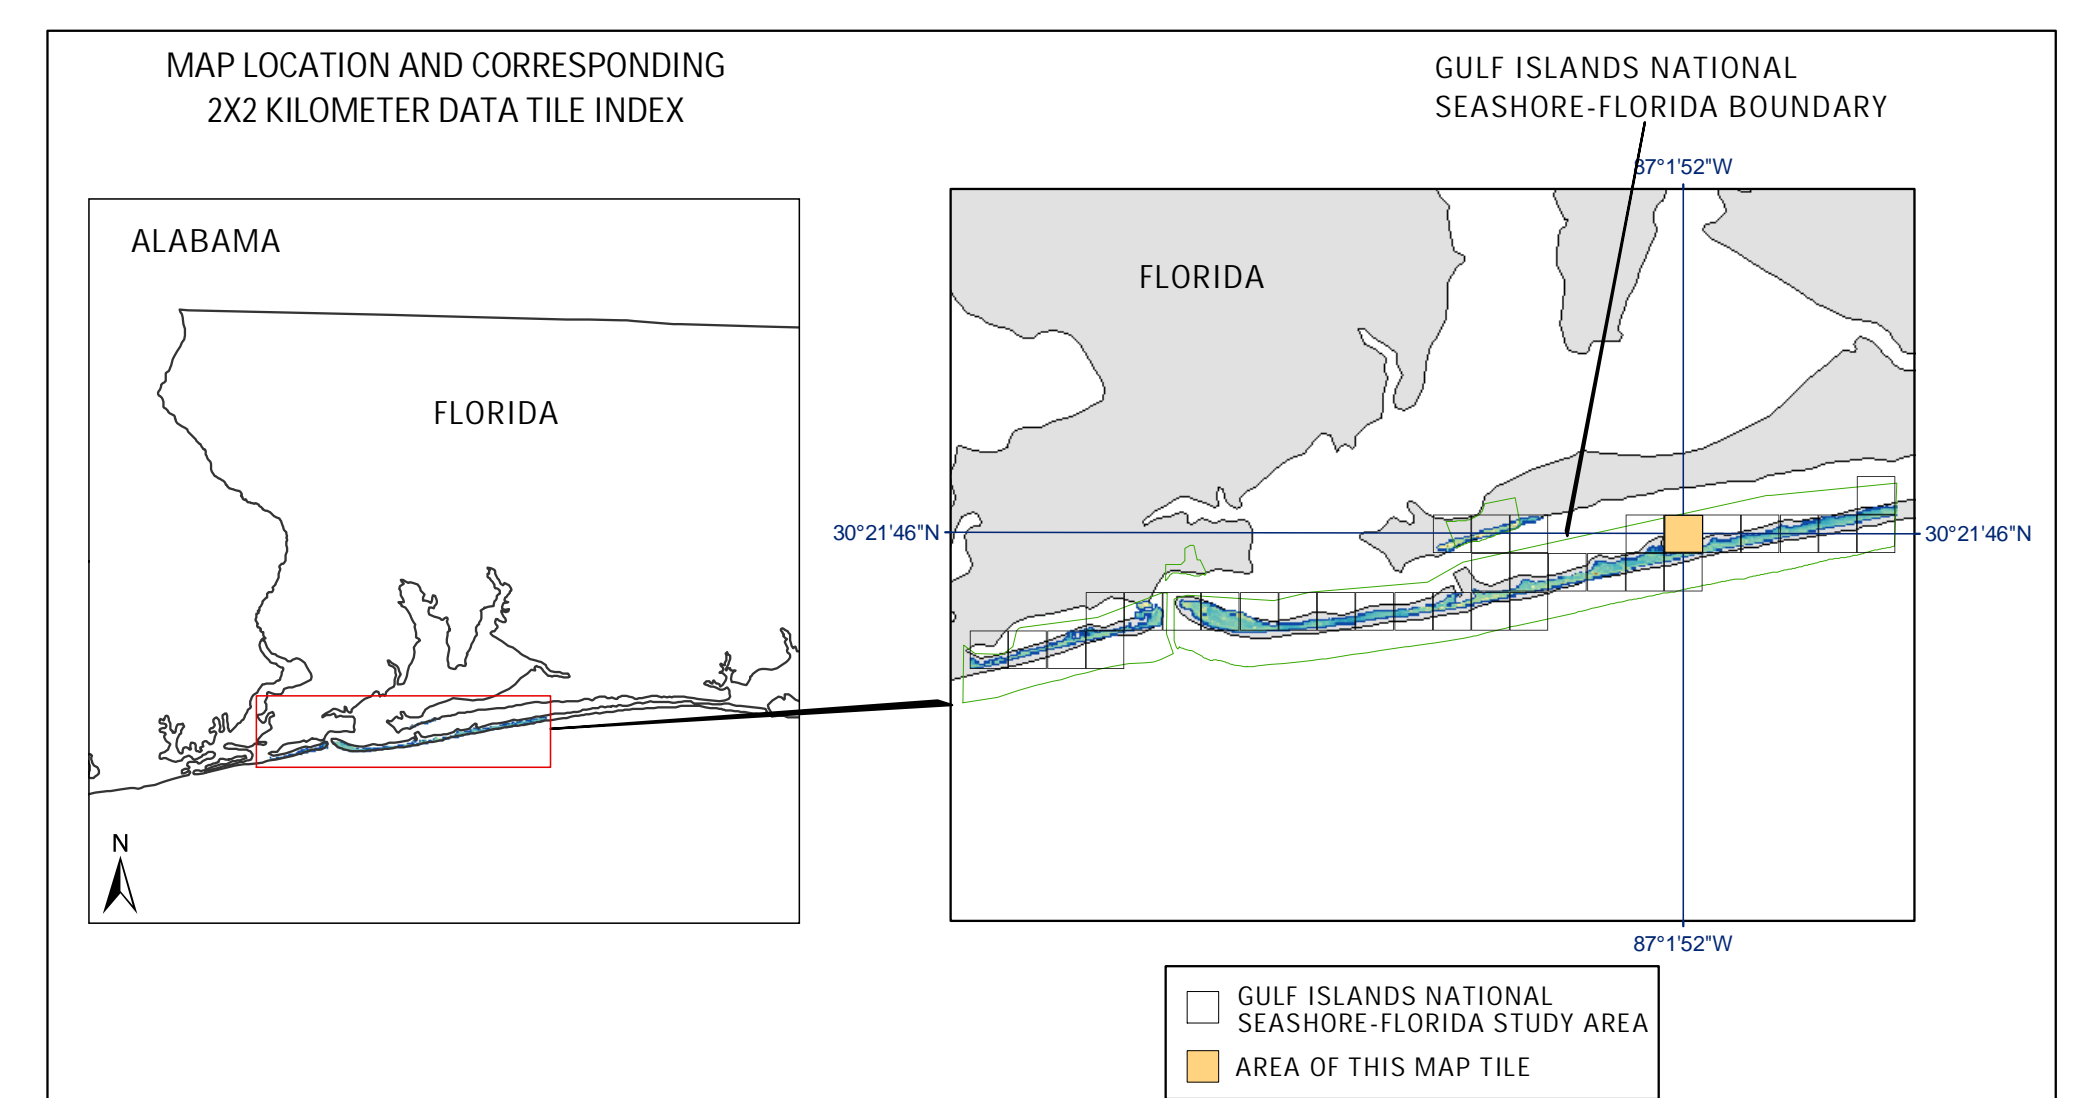 MAP LOCATION AND CORRESPONDING
2X2 KILOMETER DATA TILE INDEX
GULF ISLANDS NATIONAL
SEASHORE-FLORIDA BOUNDARY
87°1'52"W
ALABAMA
FLORIDA
FLORIDA
30°21'46"N
30°21'46"N
N
87°1'52"W
GULF ISLANDS NATIONAL
SEASHORE-FLORIDA STUDY AREA
AREA OF THIS MAP TILE